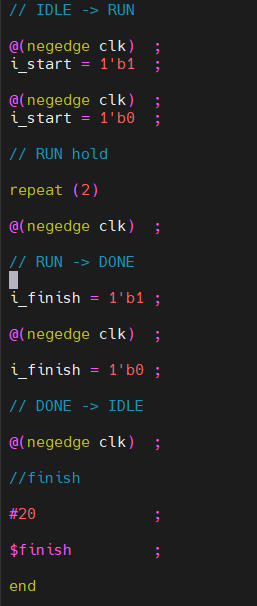 // IDLE -> RUN
@(negedge clk)  ;
i_start = 1'b1  ;
@(negedge clk)  ;
i_start = 1'b0  ;
// RUN hold
repeat (2)
@(negedge clk)  ;
// RUN -> DONE
i_finish = 1'b1 ;
@(negedge clk)  ;
i_finish = 1'b0 ;
// DONE -> IDLE
@(negedge clk)  ;
//finish
#20             ;
$finish         ;
end